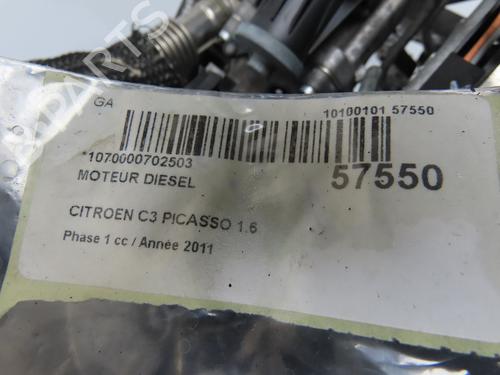 GA
10100101 57550
*1070000702503
57550
MOTEUR DIESEL
CITROEN C3 PICASSO 1.6
Phase 1 cc / Année 2011